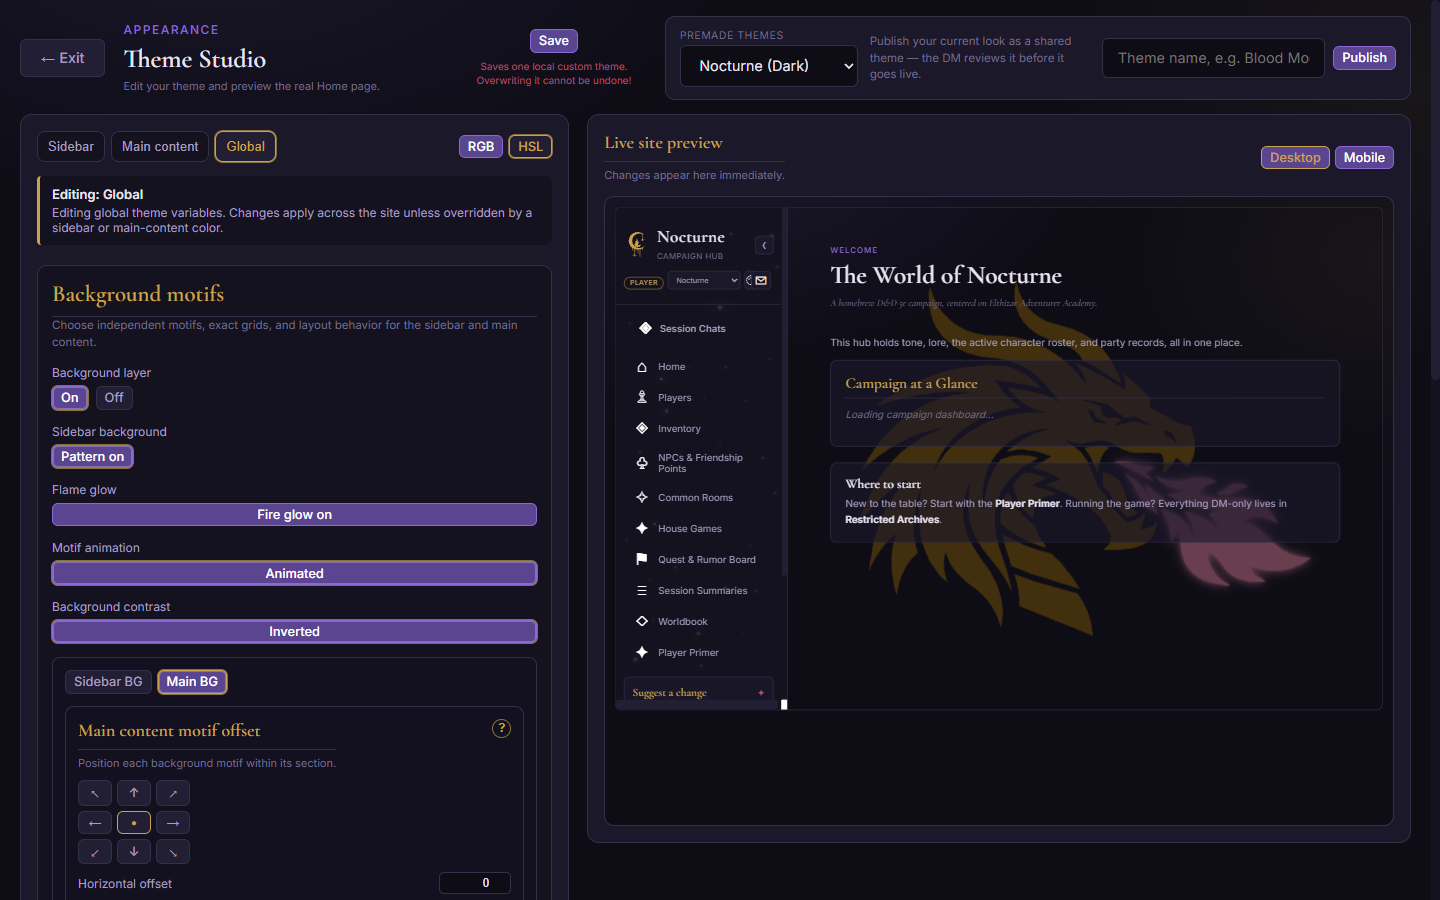 ← Exit
APPEARANCE
Theme Studio
Edit your theme and preview the real Home page.
Save
Saves one local custom theme.
Overwriting it cannot be undone!
PREMADE THEMES
Nocturne (Dark)
Publish your current look as a shared
theme — the DM reviews it before it
goes live.
Theme name, e.g. Blood Mo
Publish
Sidebar
Main content
Global
RGB
HSL
Editing: Global
Editing global theme variables. Changes apply across the site unless overridden by a
sidebar or main-content color.
Background motifs
Choose independent motifs, exact grids, and layout behavior for the sidebar and main
content.
Background layer
On
Off
Sidebar background
Pattern on
Flame glow
Fire glow on
Motif animation
Animated
Background contrast
Inverted
Sidebar BG
Main BG
Main content motif offset
?
Position each background motif within its section.
↖ ↑ ↗
← • →
↙ ↓ ↘
Horizontal offset
0
Live site preview
Changes appear here immediately.
Desktop
Mobile
Nocturne
CAMPAIGN HUB
PLAYER
Nocturne
Session Chats
Home
Players
Inventory
NPCs & Friendship
Points
Common Rooms
House Games
Quest & Rumor Board
Session Summaries
Worldbook
Player Primer
Suggest a change
WELCOME
The World of Nocturne
A homebrew D&D 5e campaign, centered on Elthizar Adventurer Academy.
This hub holds tone, lore, the active character roster, and party records, all in one place.
Campaign at a Glance
Loading campaign dashboard...
Where to start
New to the table? Start with the Player Primer. Running the game? Everything DM-only lives in
Restricted Archives.